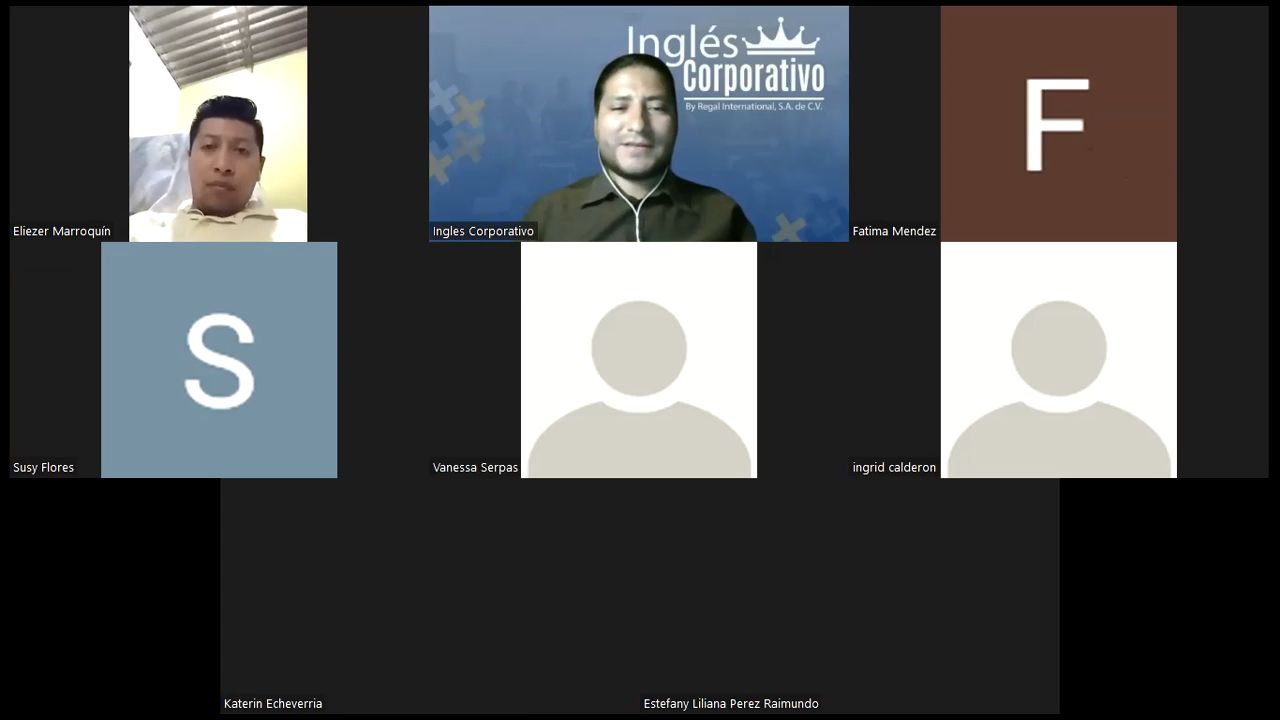 Inglés
Corporativo
By Regal International, S.A. de C.V.
F
Eliezer Marroquín
Ingles Corporativo
Fatima Mendez
S
Susy Flores
Vanessa Serpas
ingrid calderon
Katerin Echeverria
Estefany Liliana Perez Raimundo